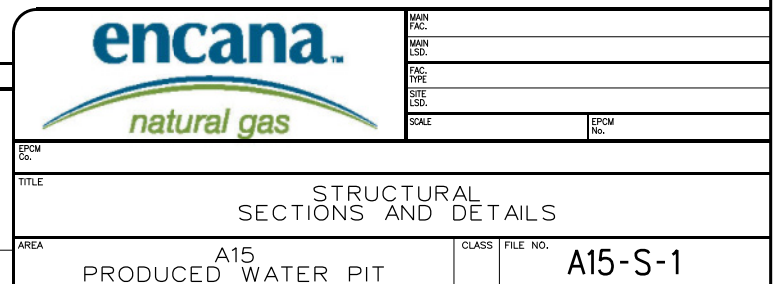 encana™
natural gas
MAIN
FAC.
MAIN
LSD.
FAC.
TYPE
SITE
LSD.
SCALE
EPCM
No.
EPCM
Co.
TITLE
STRUCTURAL
SECTIONS AND DETAILS
AREA
A15
PRODUCED WATER PIT
CLASS
FILE NO.
A15-S-1